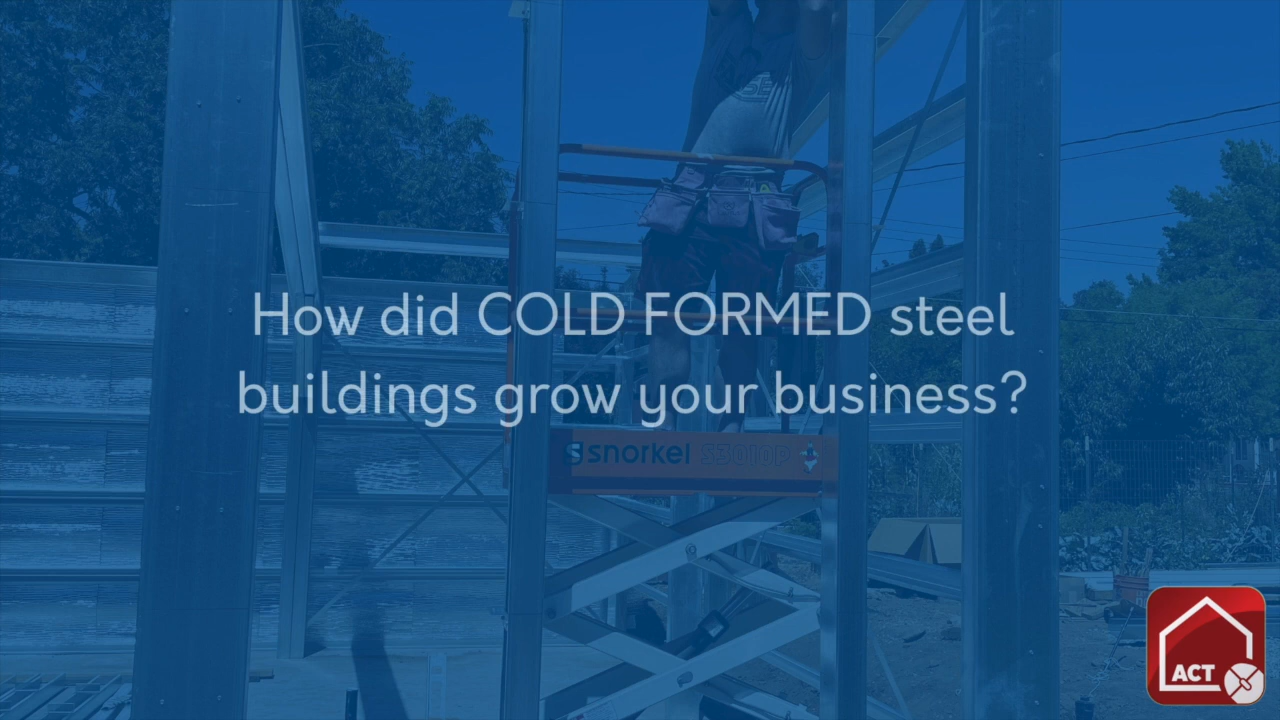 How did COLD FORMED steel
buildings grow your business?
snorkel S3010P
ACT